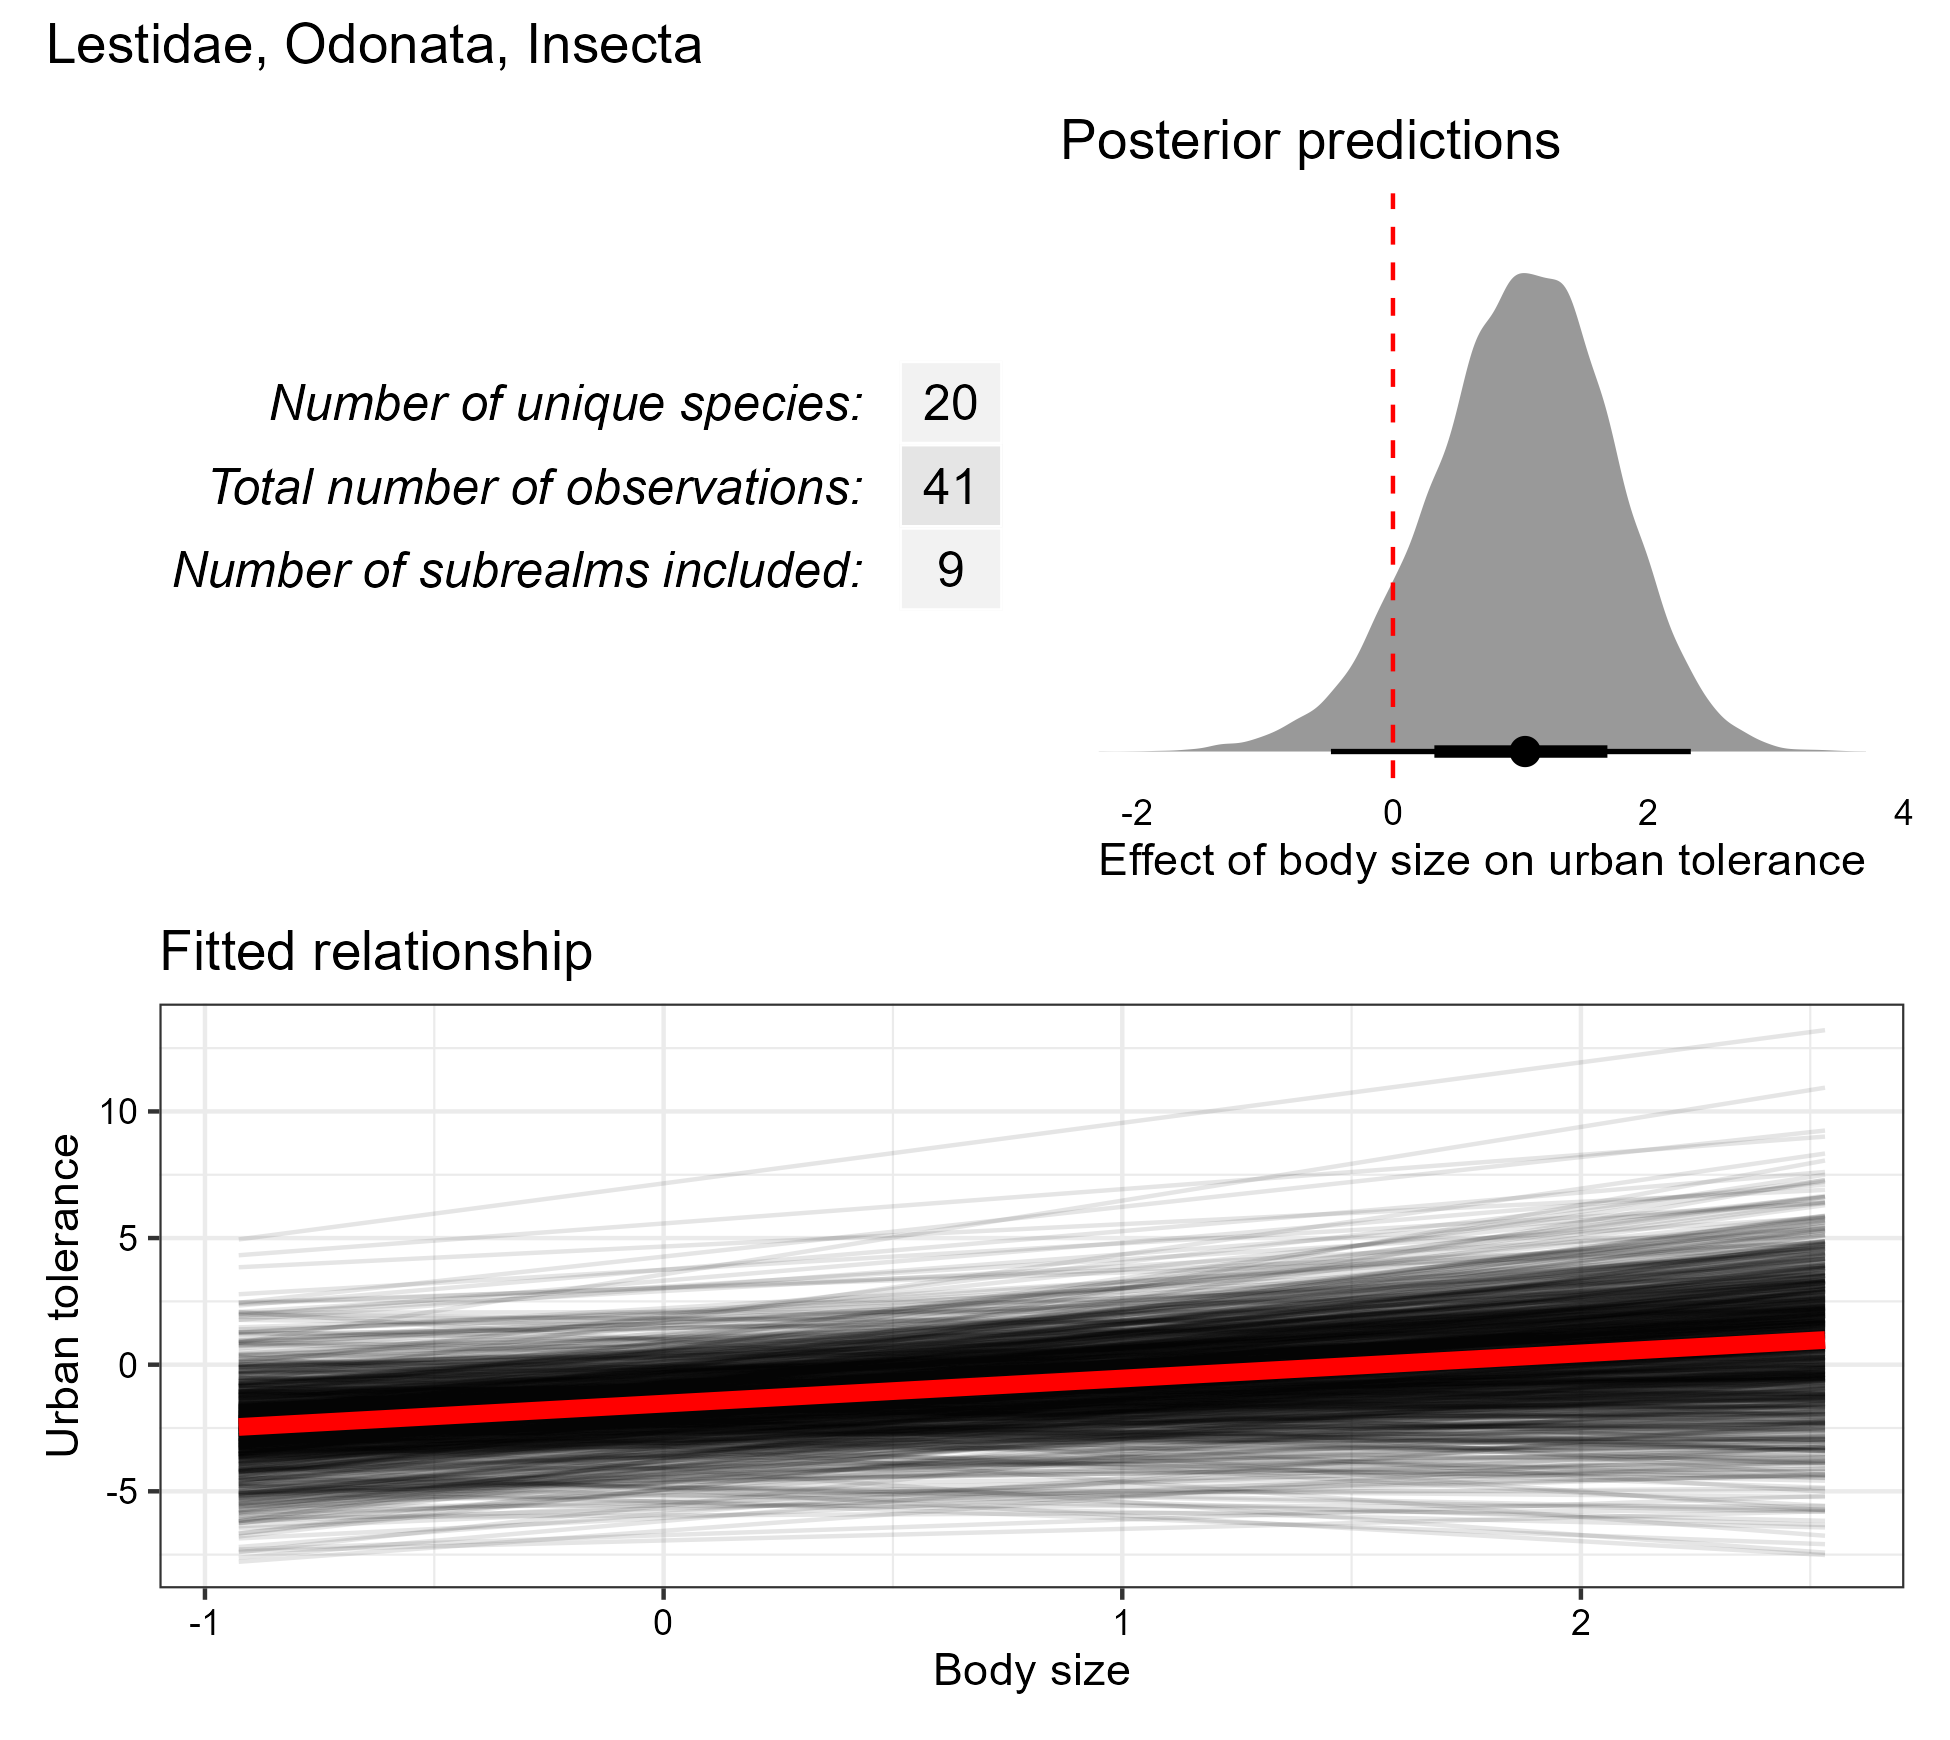 Lestidae, Odonata, Insecta
Posterior predictions
Number of unique species: 20
Total number of observations: 41
Number of subrealms included: 9
-2 0 2 4
Effect of body size on urban tolerance
Fitted relationship
10
5
0
-5
Urban tolerance
-1 0 1 2
Body size